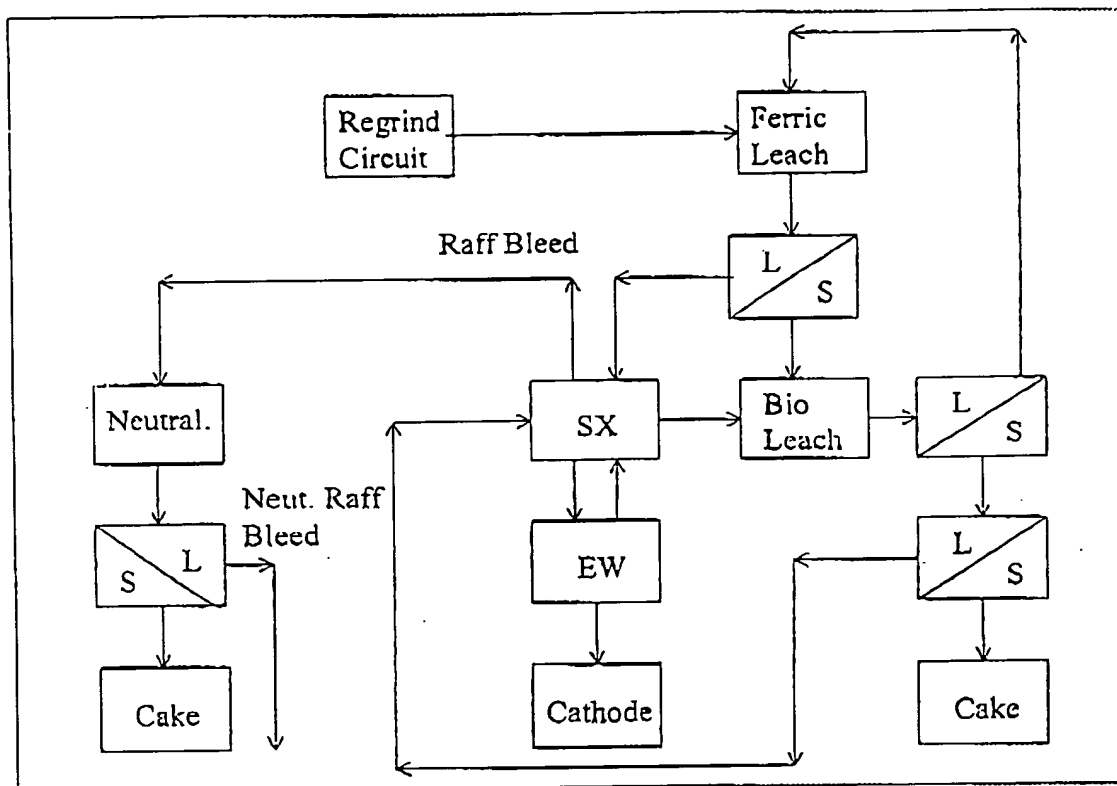 Regrind
Circuit
Ferric
Leach
Raff Bleed
L
S
Neutral.
SX
Bio
Leach
L
S
Neut. Raff
Bleed
S
L
EW
L
S
Cake
Cathode
Cake